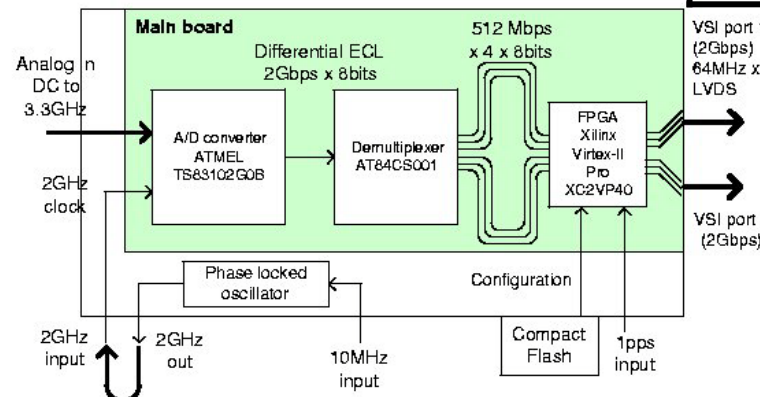 Main board
Analog in
DC to
3.3GHz
2GHz
clock
Differential ECL
2Gbps x 8bits
512 Mbps
x 4 x 8bits
A/D converter
ATMEL
TS83102G0B
Demultiplexer
AT84CS001
FPGA
Xilinx
Virtex-II
Pro
XC2VP40
VSI port
(2Gbps)
64MHz x
LVDS
VSI port
(2Gbps)
Phase locked
oscillator
Configuration
2GHz
input
2GHz
out
10MHz
input
Compact
Flash
1pps
input